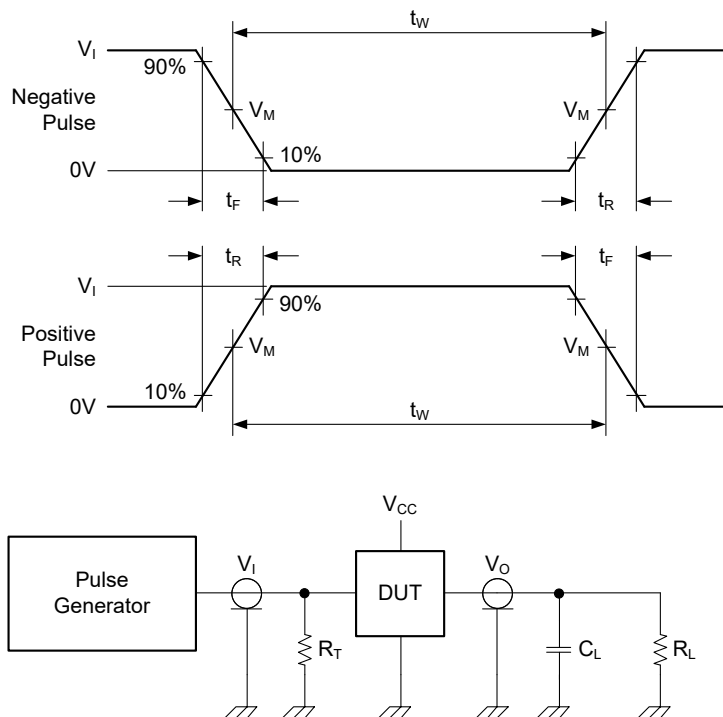 t_W
V_I
90%
Negative
Pulse
V_M
V_M
10%
0V
t_F
t_R
t_R
t_F
V_I
90%
Positive
Pulse
V_M
V_M
10%
0V
t_W
V_CC
Pulse
Generator
V_I
DUT
V_O
R_T
C_L
R_L